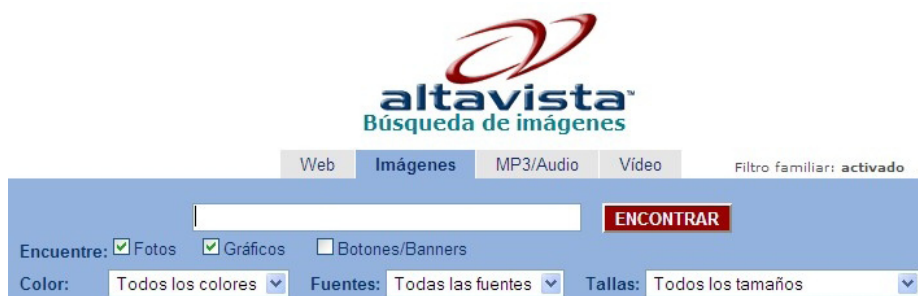 altavista™
Búsqueda de imágenes
Web Imágenes MP3/Audio Vídeo Filtro familiar: activado
ENCONTRAR
Encuentre: Fotos Gráficos Botones/Banners
Color: Todos los colores Fuentes: Todas las fuentes Tallas: Todos los tamaños